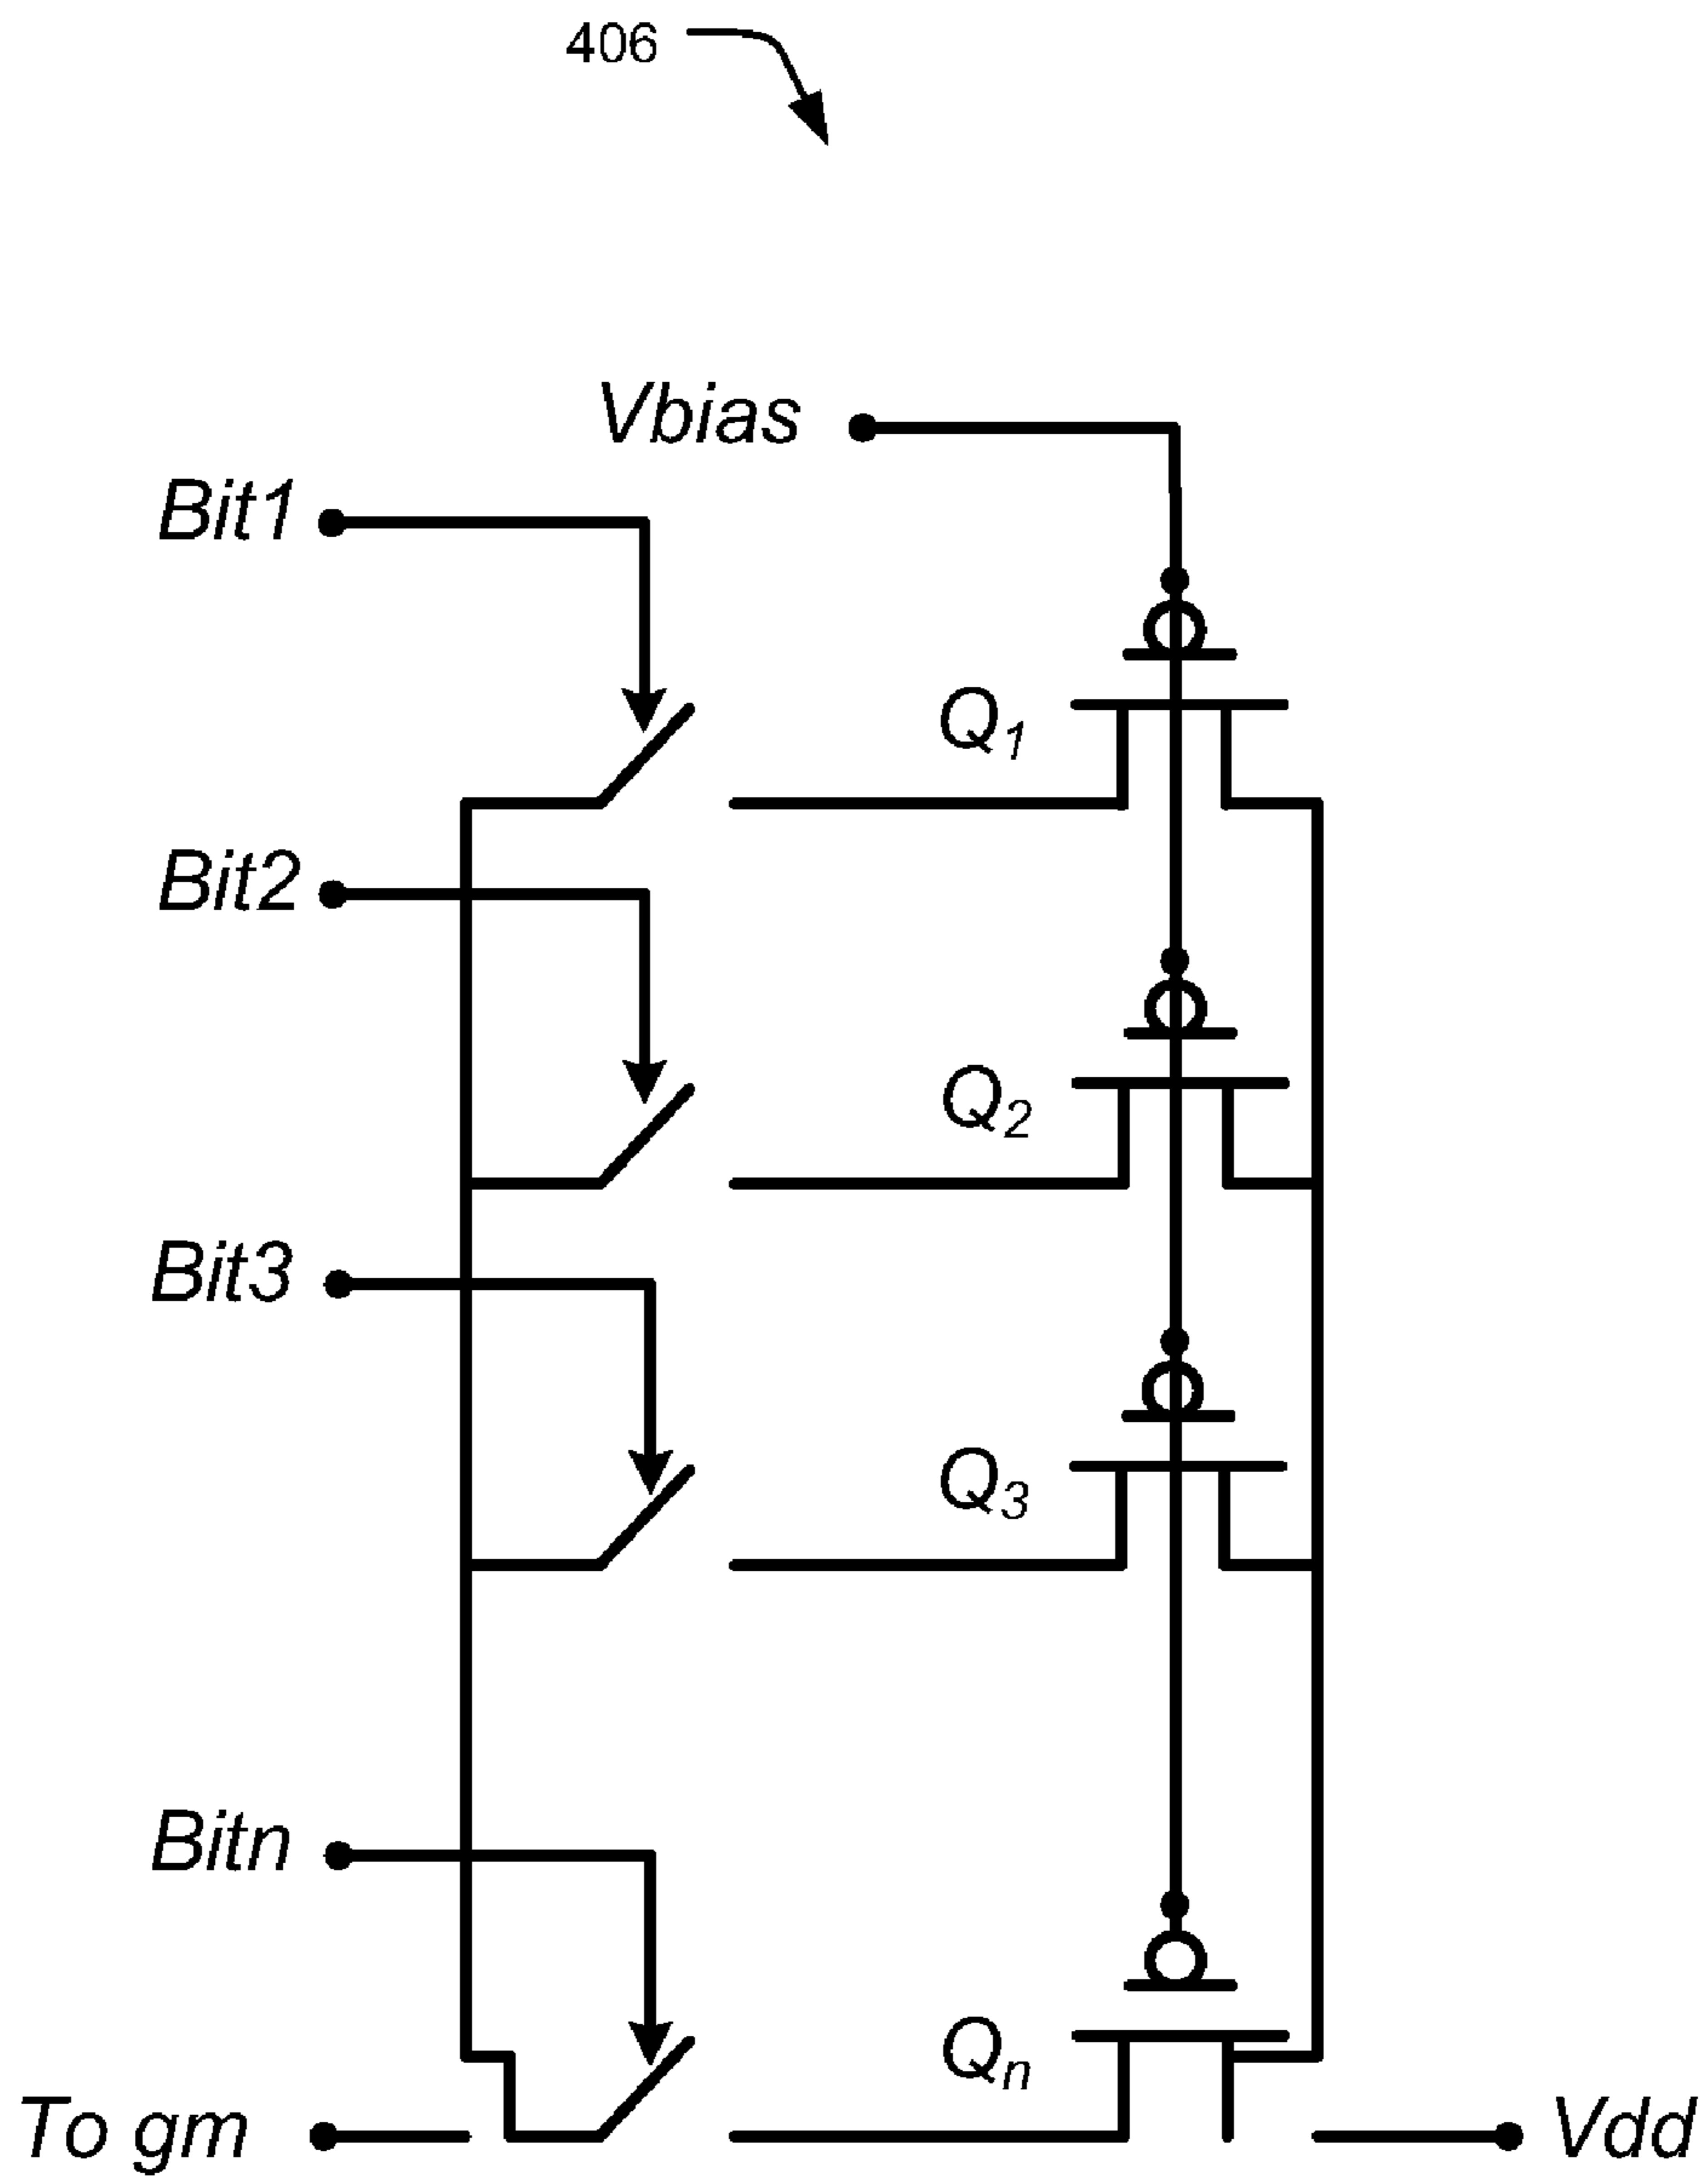 406
Vbias
Bit1
Q1
Bit2
Q2
Bit3
Q3
Bitn
Qn
To gm
Vdd